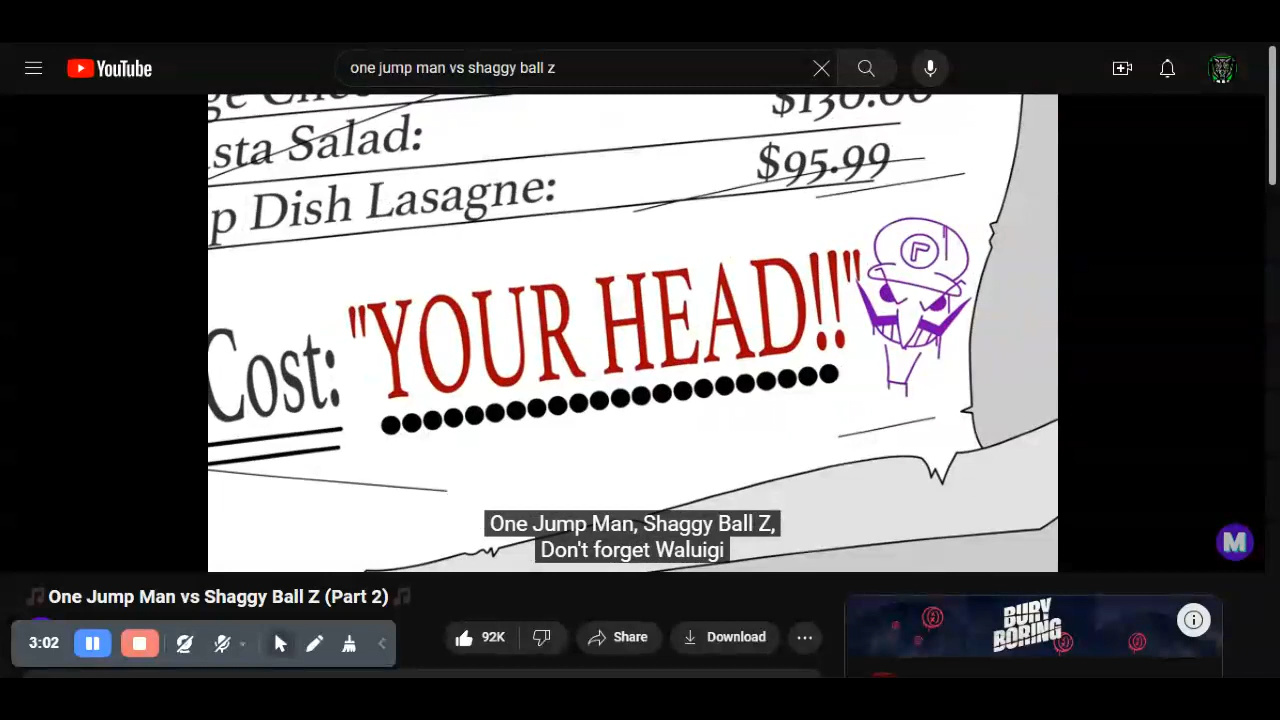 YouTube
one jump man vs shaggy ball z
$130.00
sta Salad:
$95.99
p Dish Lasagne:
Cost: "YOUR HEAD!!"
One Jump Man, Shaggy Ball Z,
Don't forget Waluigi
M
🎵One Jump Man vs Shaggy Ball Z (Part 2)🎵
3:02
92K
Share
Download
BURY
BORING